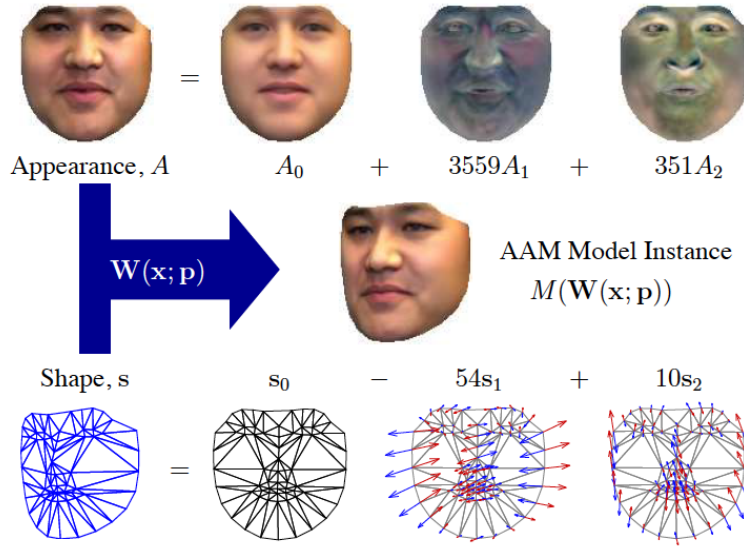 =
Appearance, A A₀ + 3559A₁ + 351A₂
W(x; p)
AAM Model Instance
M(W(x; p))
Shape, s s₀ − 54s₁ + 10s₂
=